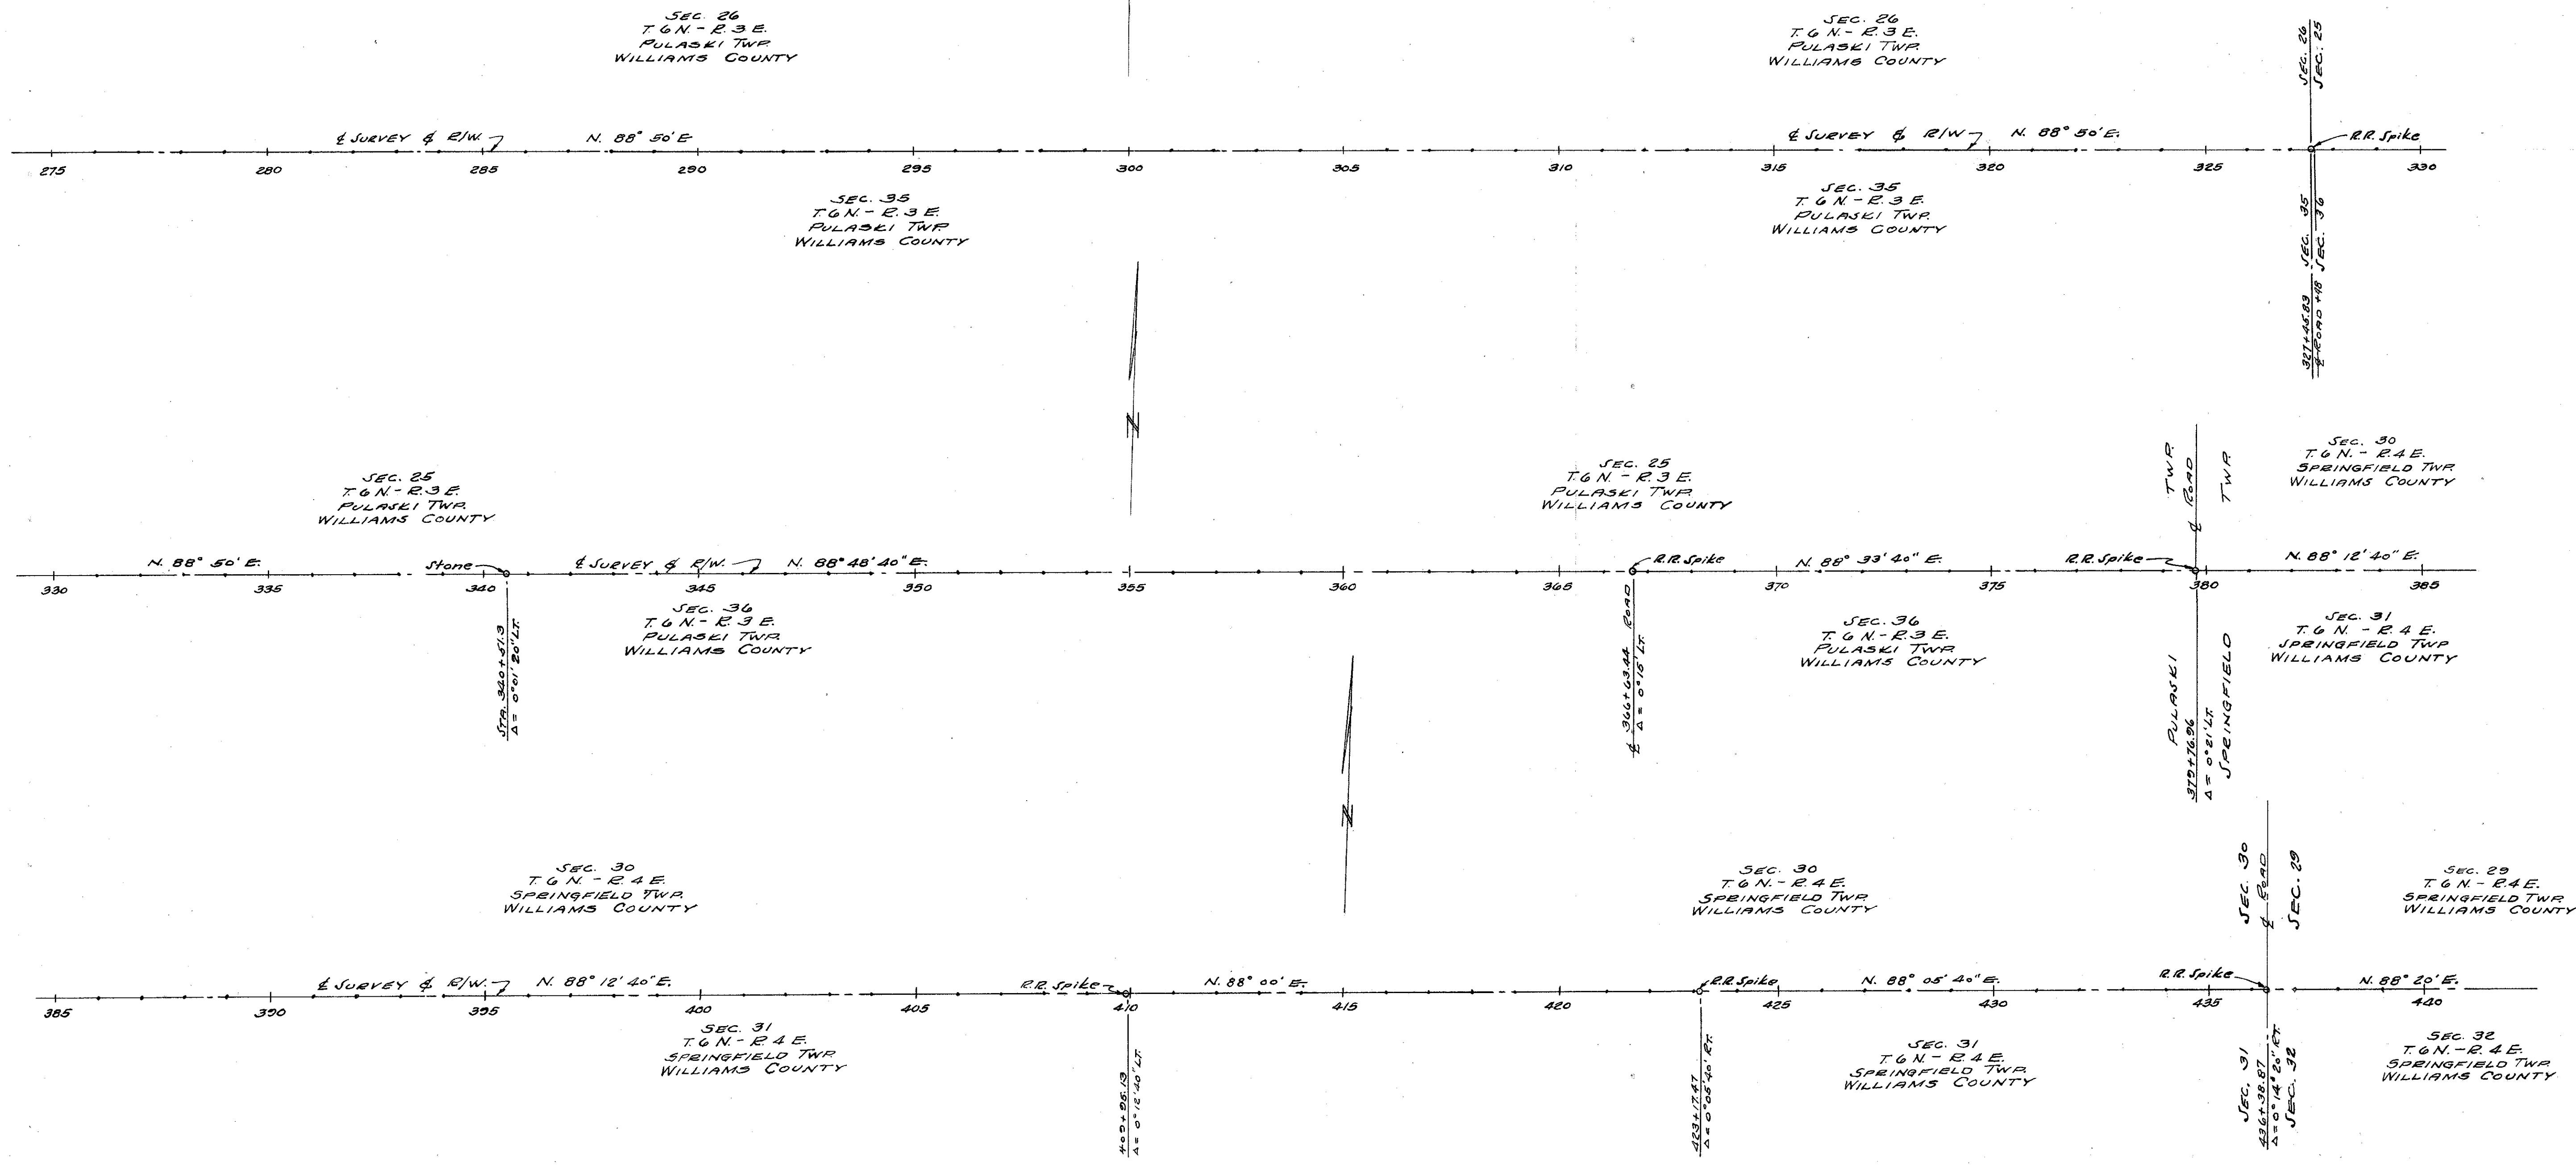 SEC. 26
T. 6 N. - R. 3 E.
PULASKI TWP.
WILLIAMS COUNTY
SEC. 26
T. 6 N. - R. 3 E.
PULASKI TWP.
WILLIAMS COUNTY
SEC. 26
SEC. 25
℄ SURVEY & R/W.
N. 88° 50' E
℄ SURVEY & R/W
N. 88° 50' E.
R.R. Spike
275 280 285 290 295 300 305 310 315 320 325 330
SEC. 35
T. 6 N. - R. 3 E.
PULASKI TWP.
WILLIAMS COUNTY
SEC. 35
T. 6 N. - R. 3 E.
PULASKI TWP.
WILLIAMS COUNTY
327+45.83 SEC. 35
℄ ROAD +48 SEC. 36
N
SEC. 25
T. 6 N. - R. 3 E.
PULASKI TWP.
WILLIAMS COUNTY
SEC. 25
T. 6 N. - R. 3 E.
PULASKI TWP.
WILLIAMS COUNTY
TWP.
℄ ROAD
TWP.
SEC. 30
T. 6 N. - R. 4 E.
SPRINGFIELD TWP.
WILLIAMS COUNTY
N. 88° 50' E.
Stone
℄ SURVEY & R/W.
N. 88° 48' 40" E.
R.R. Spike
N. 88° 33' 40" E.
R.R. Spike
N. 88° 12' 40" E.
330 335 340 345 350 355 360 365 370 375 380 385
STA. 340+51.3
Δ = 0°01'20" LT.
SEC. 36
T. 6 N. - R. 3 E.
PULASKI TWP.
WILLIAMS COUNTY
℄ 366+63.44 ROAD
Δ = 0°15' LT.
SEC. 36
T. 6 N. - R. 3 E.
PULASKI TWP.
WILLIAMS COUNTY
PULASKI
379+76.96
Δ = 0°21' LT.
SPRINGFIELD
SEC. 31
T. 6 N. - R. 4 E.
SPRINGFIELD TWP.
WILLIAMS COUNTY
N
SEC. 30
T. 6 N. - R. 4 E.
SPRINGFIELD TWP.
WILLIAMS COUNTY
SEC. 30
T. 6 N. - R. 4 E.
SPRINGFIELD TWP.
WILLIAMS COUNTY
SEC. 30
℄ ROAD
SEC. 29
SEC. 29
T. 6 N. - R. 4 E.
SPRINGFIELD TWP.
WILLIAMS COUNTY
℄ SURVEY & R/W.
N. 88° 12' 40" E.
R.R. Spike
N. 88° 00' E.
R.R. Spike
N. 88° 05' 40" E.
R.R. Spike
N. 88° 20' E.
385 390 395 400 405 410 415 420 425 430 435 440
SEC. 31
T. 6 N. - R. 4 E.
SPRINGFIELD TWP.
WILLIAMS COUNTY
409+95.13
Δ = 0°12'40" LT.
423+17.47
Δ = 0°05'40" RT.
SEC. 31
T. 6 N. - R. 4 E.
SPRINGFIELD TWP.
WILLIAMS COUNTY
SEC. 31
436+38.87
Δ = 0°14'20" RT.
SEC. 32
SEC. 32
T. 6 N. - R. 4 E.
SPRINGFIELD TWP.
WILLIAMS COUNTY